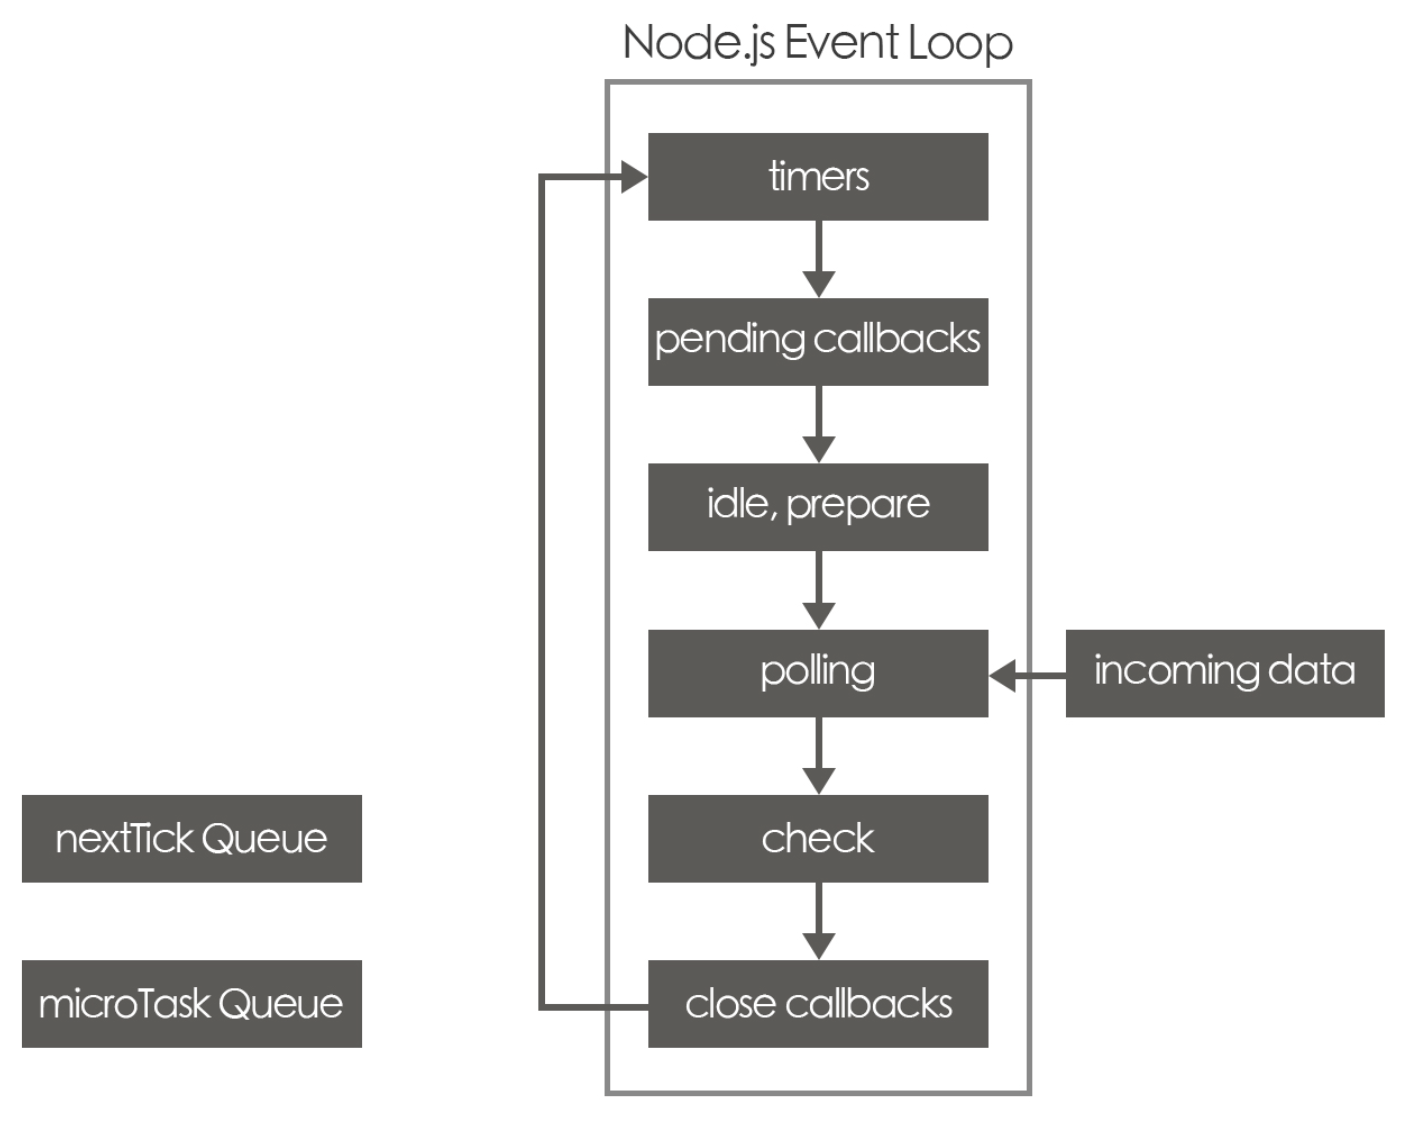 Node.js Event Loop
timers
pending callbacks
idle, prepare
polling
incoming data
nextTick Queue
check
microTask Queue
close callbacks